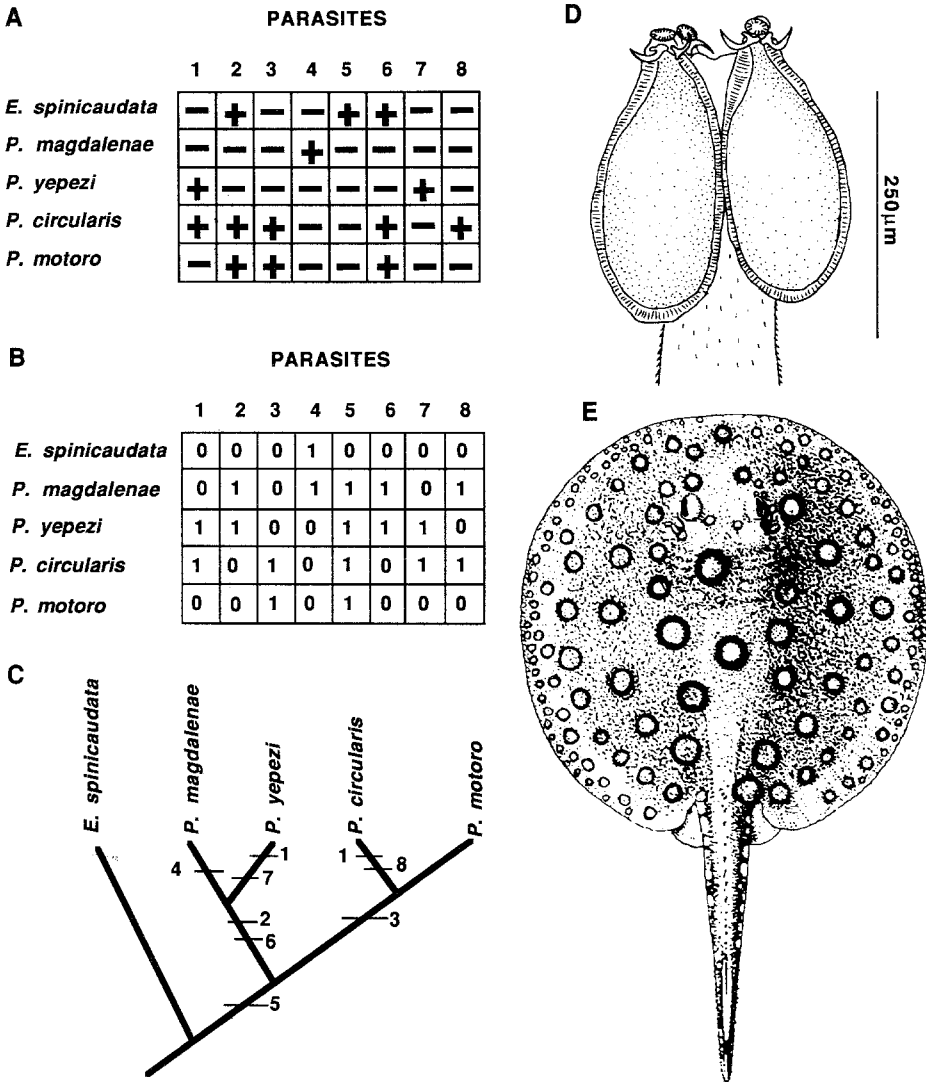 A
PARASITES
1 2 3 4 5 6 7 8
E. spinicaudata − + − − + + − −
P. magdalenae − − − + − − − −
P. yepezi + − − − − − + −
P. circularis + + + − − + − +
P. motoro − + + − − + − −
B
PARASITES
1 2 3 4 5 6 7 8
E. spinicaudata 0 0 0 1 0 0 0 0
P. magdalenae 0 1 0 1 1 1 0 1
P. yepezi 1 1 0 0 1 1 1 0
P. circularis 1 0 1 0 1 0 1 1
P. motoro 0 0 1 0 1 0 0 0
C
E. spinicaudata
P. magdalenae
P. yepezi
P. circularis
P. motoro
4
1
7
2
6
1
8
3
5
D
250μm
E